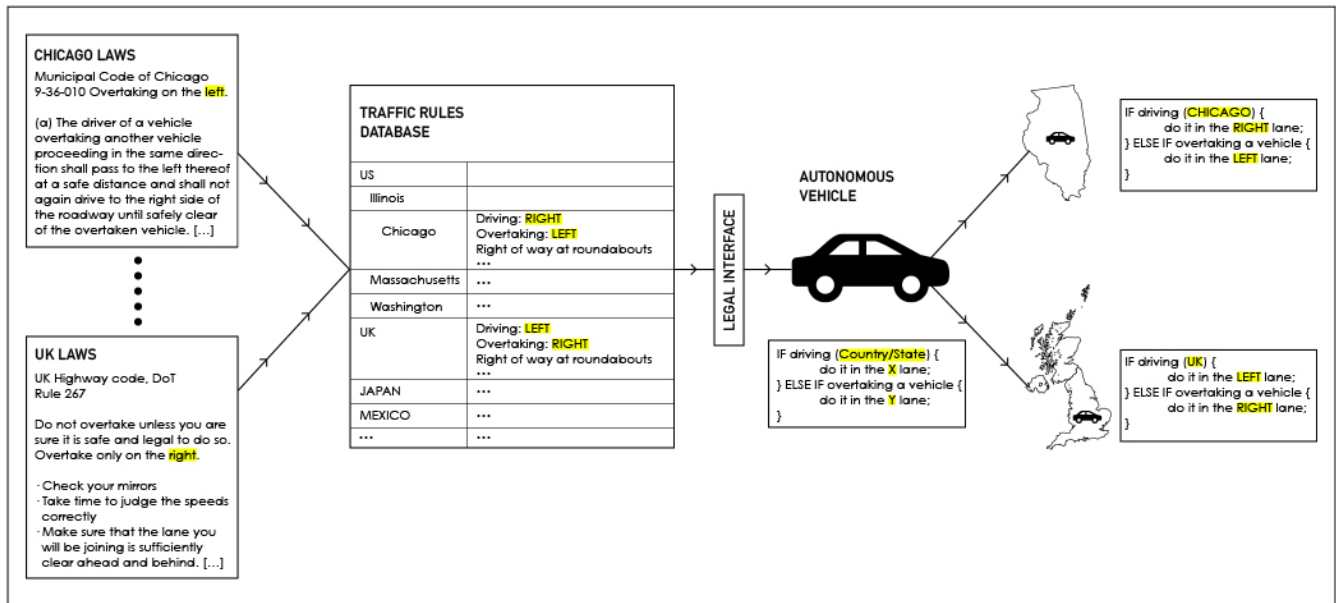 CHICAGO LAWS
Municipal Code of Chicago
9-36-010 Overtaking on the left.
(a) The driver of a vehicle
overtaking another vehicle
proceeding in the same direc-
tion shall pass to the left thereof
at a safe distance and shall not
again drive to the right side of
the roadway until safely clear
of the overtaken vehicle. [...]
UK LAWS
UK Highway code, DoT
Rule 267
Do not overtake unless you are
sure it is safe and legal to do so.
Overtake only on the right.
· Check your mirrors
· Take time to judge the speeds
correctly
· Make sure that the lane you
will be joining is sufficiently
clear ahead and behind. [...]
TRAFFIC RULES
DATABASE
US
Illinois
Chicago
Driving: RIGHT
Overtaking: LEFT
Right of way at roundabouts
...
Massachusetts
...
Washington
...
UK
Driving: LEFT
Overtaking: RIGHT
Right of way at roundabouts
...
JAPAN
...
MEXICO
...
...
...
LEGAL INTERFACE
AUTONOMOUS
VEHICLE
IF driving (Country/State) {
do it in the X lane;
} ELSE IF overtaking a vehicle {
do it in the Y lane;
}
IF driving (CHICAGO) {
do it in the RIGHT lane;
} ELSE IF overtaking a vehicle {
do it in the LEFT lane;
}
IF driving (UK) {
do it in the LEFT lane;
} ELSE IF overtaking a vehicle {
do it in the RIGHT lane;
}